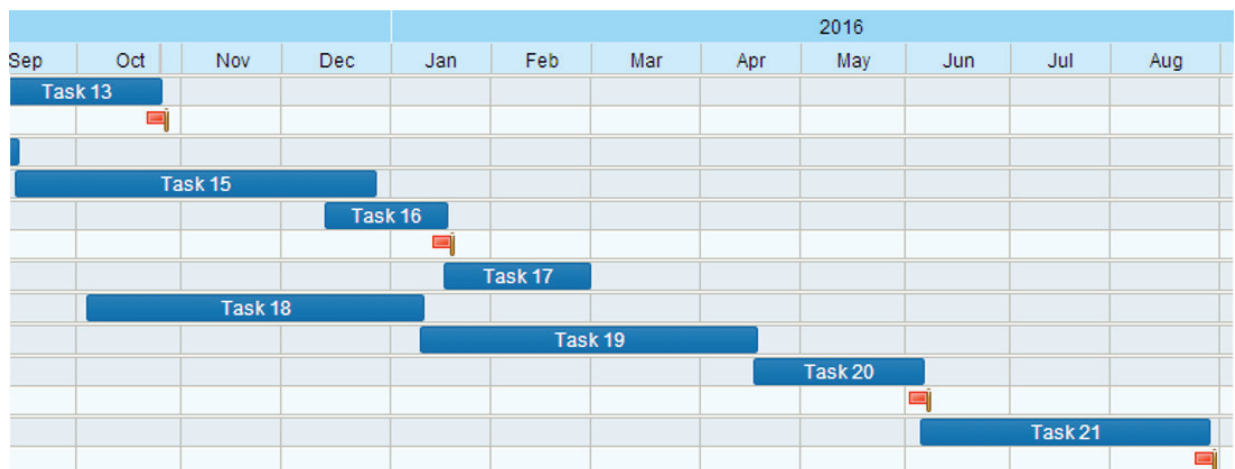 2016
Sep Oct Nov Dec Jan Feb Mar Apr May Jun Jul Aug
Task 13
Task 15
Task 16
Task 17
Task 18
Task 19
Task 20
Task 21